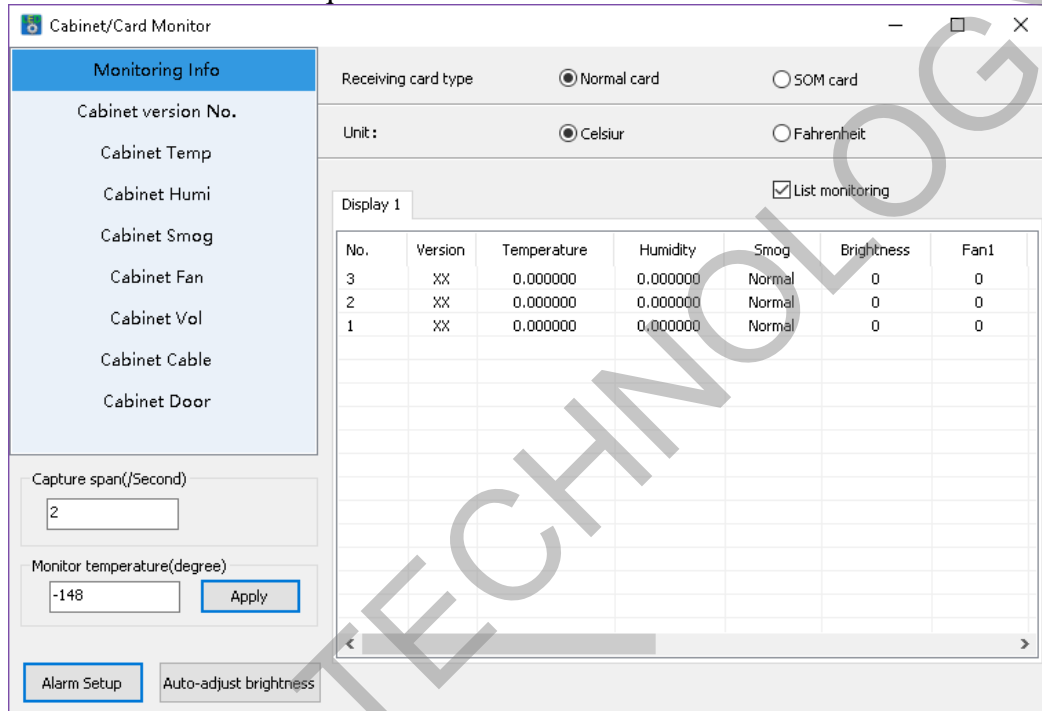 Cabinet/Card Monitor
Monitoring Info
Cabinet version No.
Cabinet Temp
Cabinet Humi
Cabinet Smog
Cabinet Fan
Cabinet Vol
Cabinet Cable
Cabinet Door
Capture span(/Second)
2
Monitor temperature(degree)
-148 Apply
Alarm Setup Auto-adjust brightness
Receiving card type Normal card SOM card
Unit: Celsiur Fahrenheit
List monitoring
Display 1
No. Version Temperature Humidity Smog Brightness Fan1
3 XX 0.000000 0.000000 Normal 0 0
2 XX 0.000000 0.000000 Normal 0 0
1 XX 0.000000 0.000000 Normal 0 0
TECHNOLOG